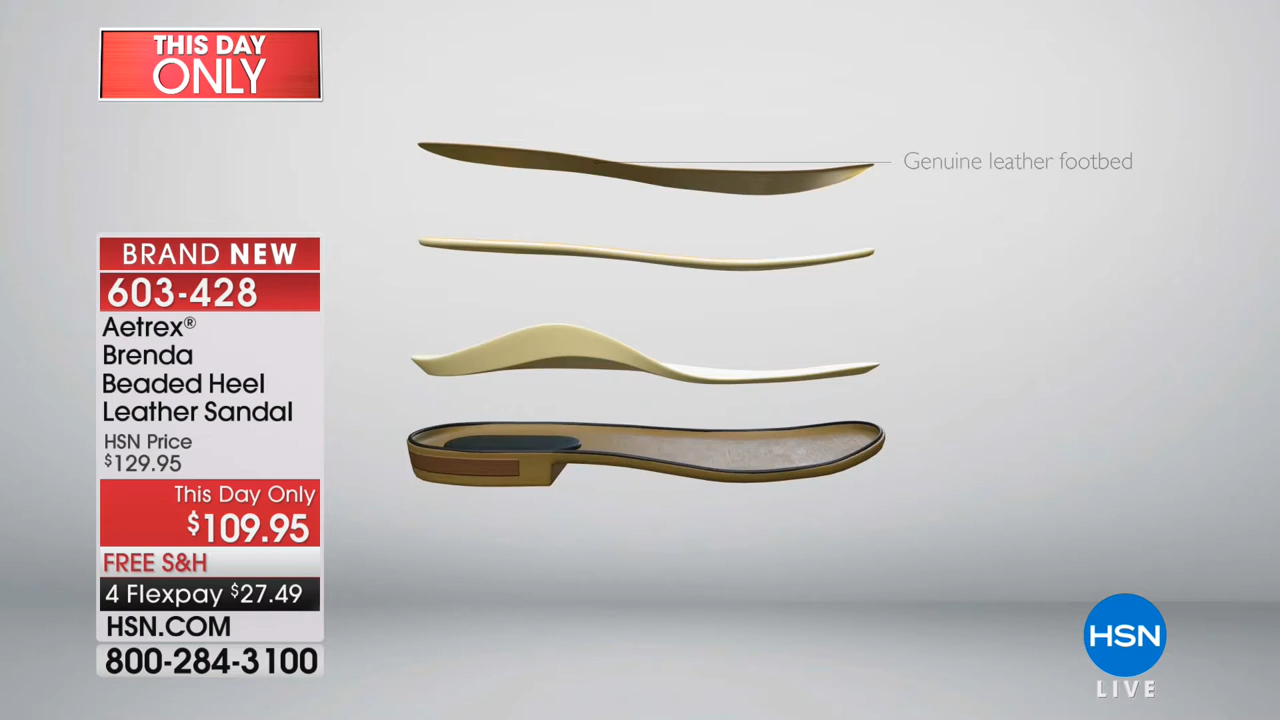 THIS DAY
ONLY
Genuine leather footbed
BRAND NEW
603-428
Aetrex®
Brenda
Beaded Heel
Leather Sandal
HSN Price
$129.95
This Day Only
$109.95
FREE S&H
4 Flexpay $27.49
HSN.COM
800-284-3100
HSN
LIVE